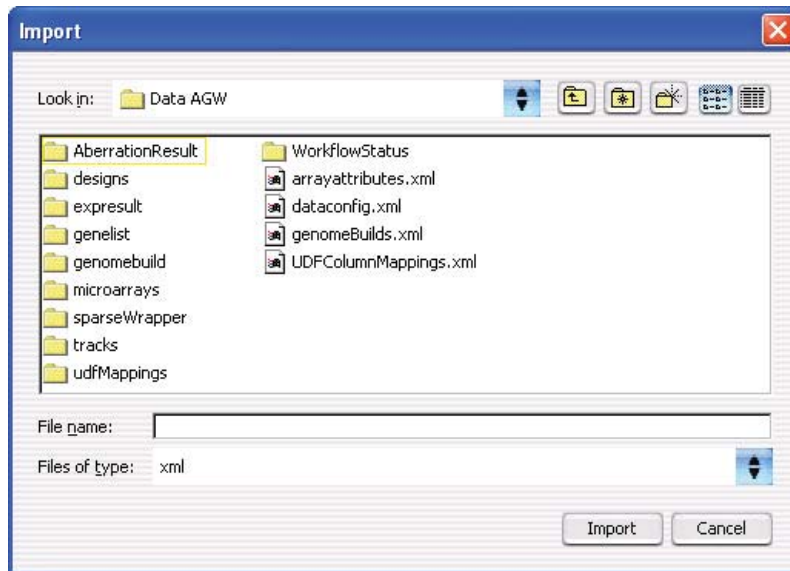 Import
Look in: Data AGW
AberrationResult
designs
expresult
genelist
genomebuild
microarrays
sparseWrapper
tracks
udfMappings
WorkflowStatus
arrayattributes.xml
dataconfig.xml
genomeBuilds.xml
UDFColumnMappings.xml
File name:
Files of type: xml
Import Cancel